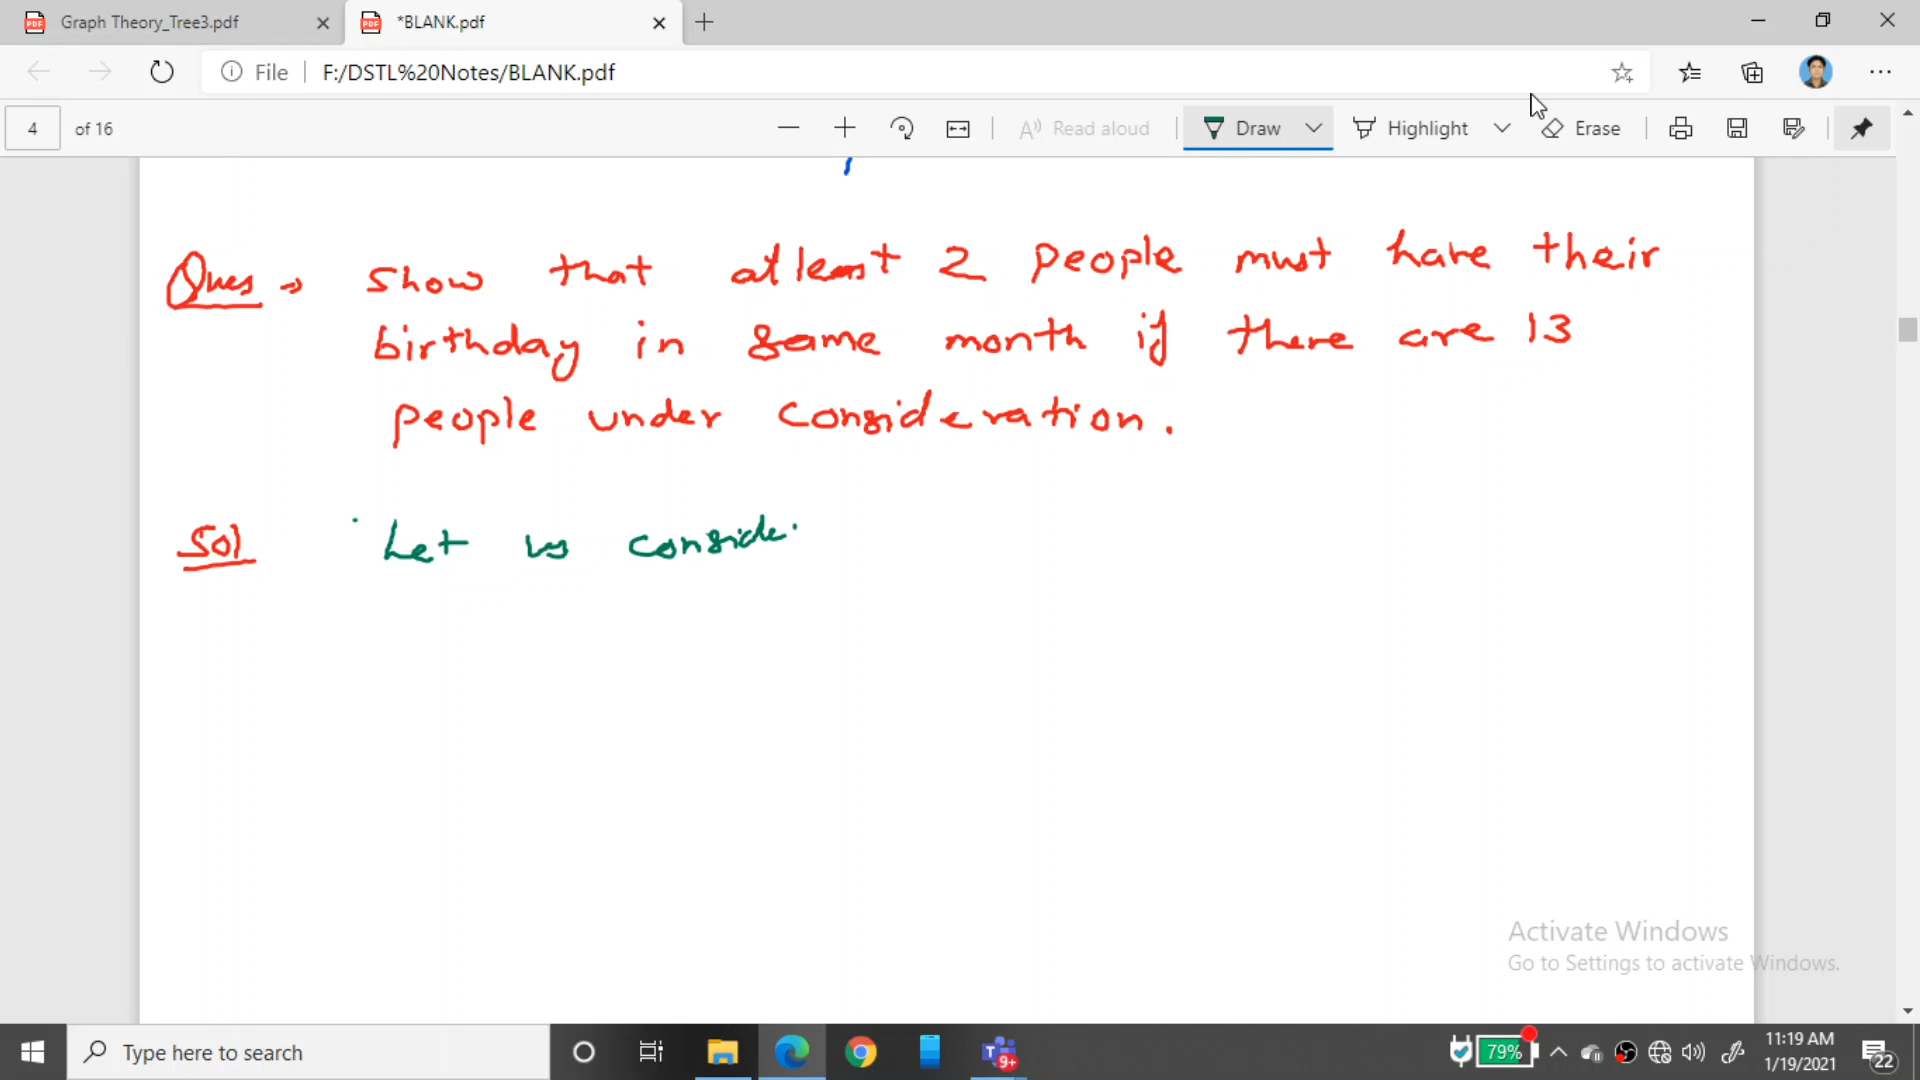 Graph Theory_Tree3.pdf
*BLANK.pdf
File F:/DSTL%20Notes/BLANK.pdf
4 of 16 Read aloud Draw Highlight Erase
Ques → Show that atleast 2 people must have their
birthday in same month if there are 13
people under consideration.
Sol Let us conside
Activate Windows
Go to Settings to activate Windows.
Type here to search
9+
79%
11:19 AM
1/19/2021
22